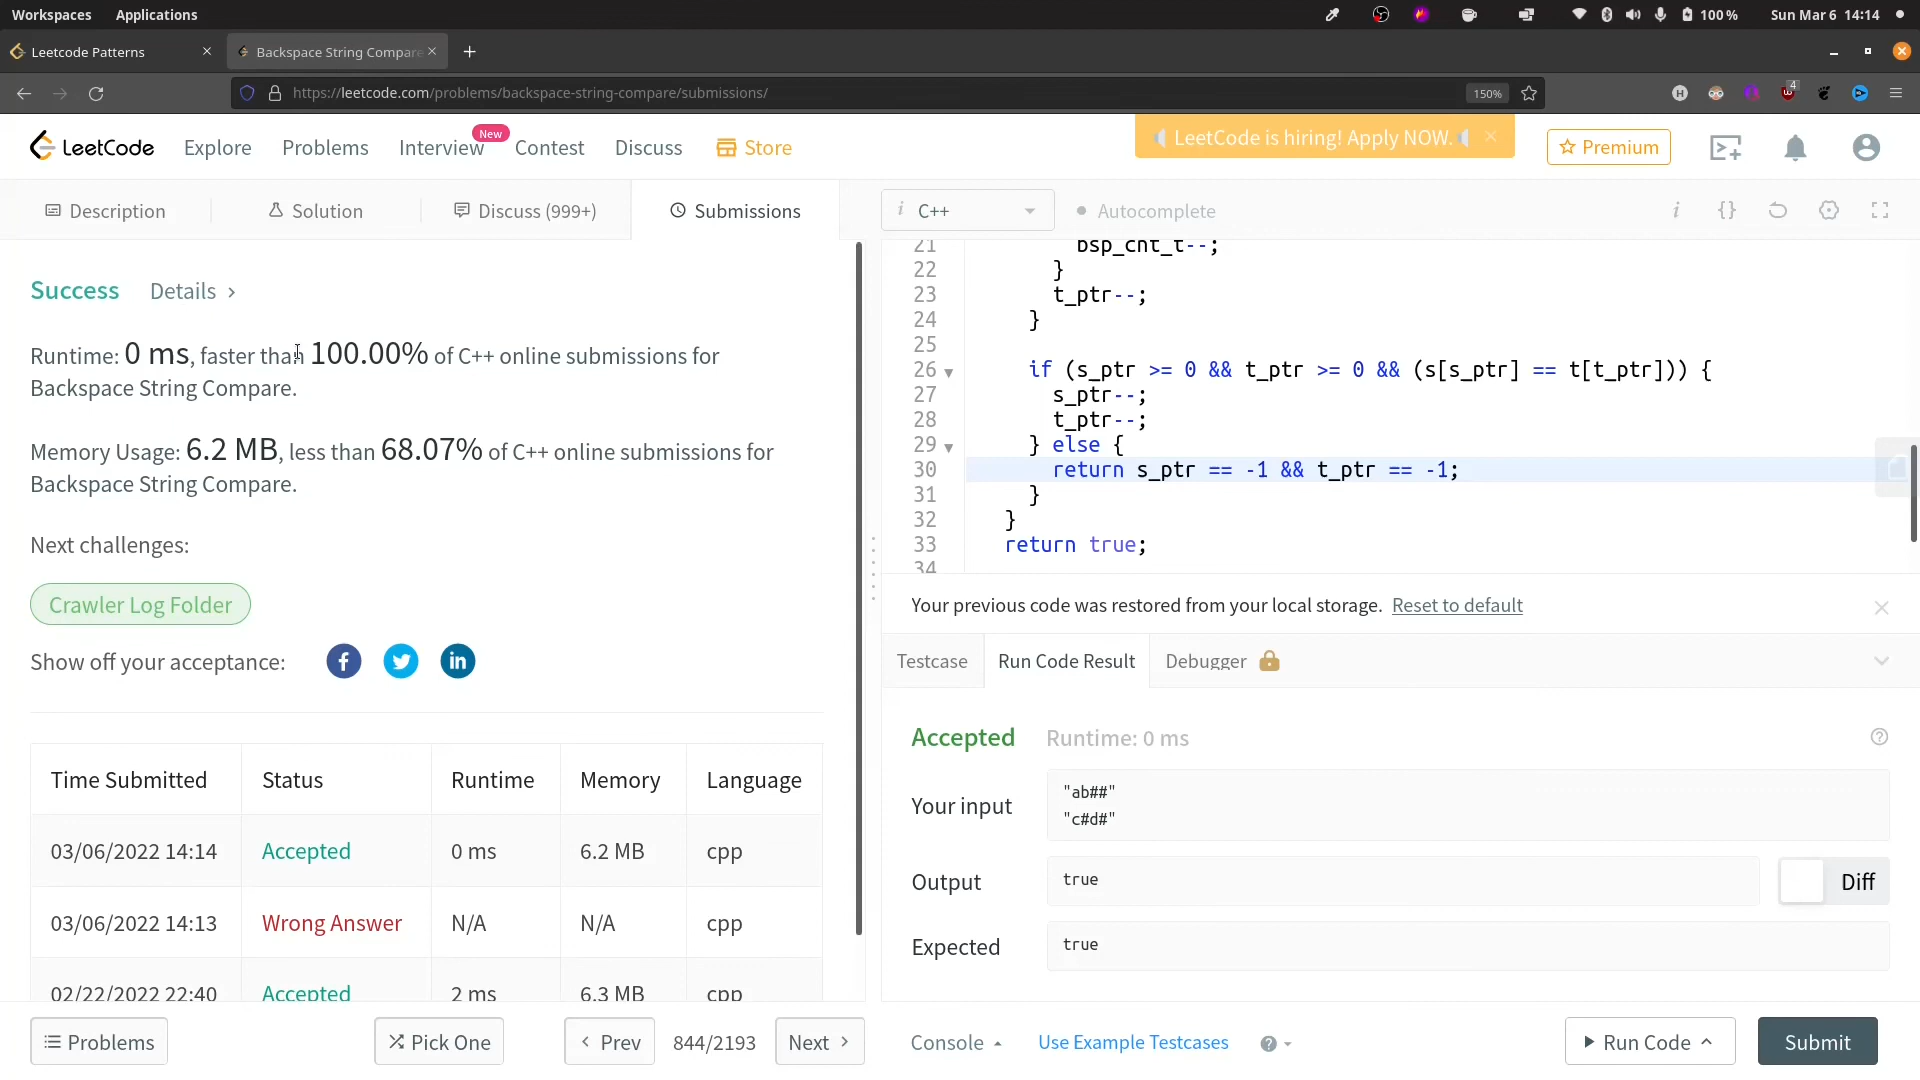 Workspaces Applications 100 % Sun Mar 6 14:14
Leetcode Patterns Backspace String Compare
https://leetcode.com/problems/backspace-string-compare/submissions/ 150% 4
LeetCode Explore Problems Interview New Contest Discuss Store LeetCode is hiring! Apply NOW. Premium
Description Solution Discuss (999+) Submissions
i C++ Autocomplete
Success Details
Runtime: 0 ms, faster than 100.00% of C++ online submissions for
Backspace String Compare.
Memory Usage: 6.2 MB, less than 68.07% of C++ online submissions for
Backspace String Compare.
Next challenges:
Crawler Log Folder
Show off your acceptance:
Time Submitted Status Runtime Memory Language
03/06/2022 14:14 Accepted 0 ms 6.2 MB cpp
03/06/2022 14:13 Wrong Answer N/A N/A cpp
02/22/2022 22:40 Accepted 2 ms 6.3 MB cpp
21 bsp_cnt_t--;
22 }
23 t_ptr--;
24 }
25
26 if (s_ptr >= 0 && t_ptr >= 0 && (s[s_ptr] == t[t_ptr])) {
27 s_ptr--;
28 t_ptr--;
29 } else {
30 return s_ptr == -1 && t_ptr == -1;
31 }
32 }
33 return true;
34
Your previous code was restored from your local storage. Reset to default
Testcase Run Code Result Debugger
Accepted Runtime: 0 ms
Your input
"ab##"
"c#d#"
Output true Diff
Expected true
Problems Pick One Prev 844/2193 Next Console Use Example Testcases Run Code Submit